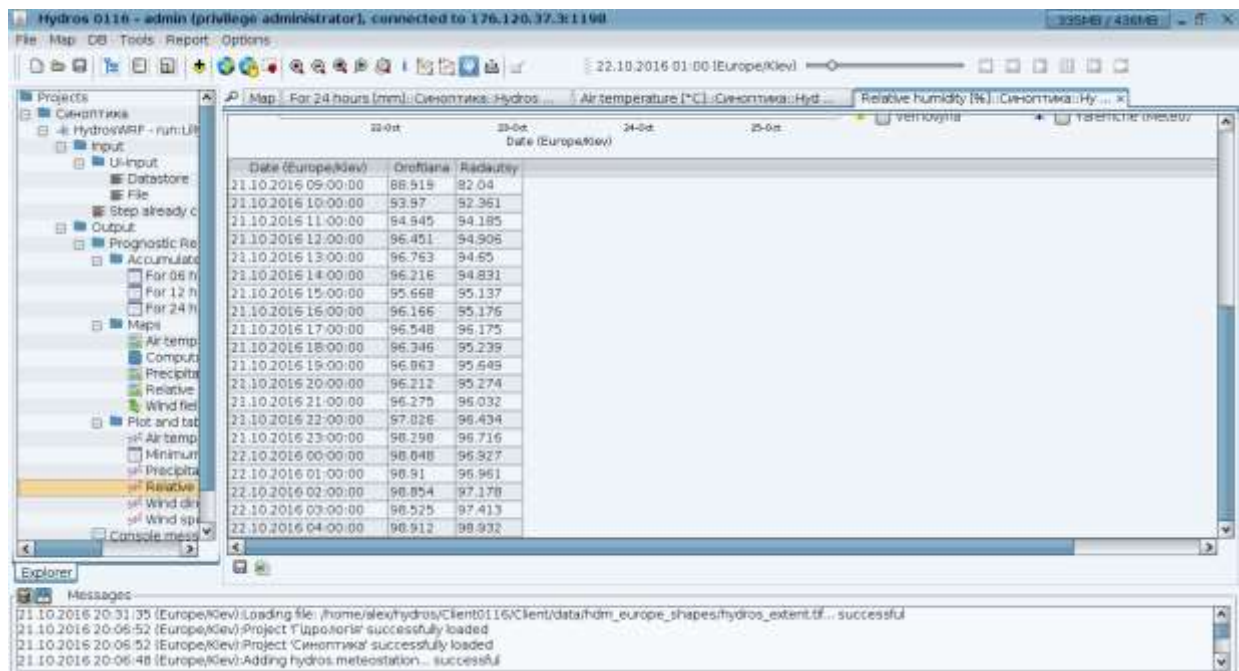 Hydros 0116 - admin (privilege administrator), connected to 176.120.37.3:1198
335MB / 436MB
File Map DB Tools Report Options
22.10.2016 01:00 (Europe/Kiev)
Projects
Map For 24 hours [mm]::Синоптика::Hydros ... Air temperature [°C]::Синоптика::Hyd ... Relative humidity [%]::Синоптика::Hy ...
Синоптика
HydrosWRF - run:
Input
UI-input
Datastore
File
Step already c
Output
Prognostic Re
Accumulate
For 06 h
For 12 h
For 24 h
Maps
Air temp
Computa
Precipita
Relative
Wind fiel
Plot and tab
Air temp
Minimum
Precipita
Relative
Wind dir
Wind spe
Console mess
Explorer
Verhovyna Yaremche (Meteo)
22-Oct 23-Oct 24-Oct 25-Oct
Date (Europe/Kiev)
Date (Europe/Kiev) Oroftiana Radautsy
21.10.2016 09:00:00 88.919 82.04
21.10.2016 10:00:00 93.97 92.361
21.10.2016 11:00:00 94.945 94.185
21.10.2016 12:00:00 96.451 94.906
21.10.2016 13:00:00 96.763 94.65
21.10.2016 14:00:00 96.216 94.831
21.10.2016 15:00:00 95.668 95.137
21.10.2016 16:00:00 96.166 95.176
21.10.2016 17:00:00 96.548 96.175
21.10.2016 18:00:00 96.346 95.239
21.10.2016 19:00:00 96.863 95.649
21.10.2016 20:00:00 96.212 95.274
21.10.2016 21:00:00 96.275 96.032
21.10.2016 22:00:00 97.026 96.434
21.10.2016 23:00:00 98.298 96.716
22.10.2016 00:00:00 98.848 96.927
22.10.2016 01:00:00 98.91 96.961
22.10.2016 02:00:00 98.854 97.178
22.10.2016 03:00:00 98.525 97.413
22.10.2016 04:00:00 98.912 98.932
Messages
21.10.2016 20:31:35 (Europe/Kiev):Loading file: /home/alex/hydros/Client0116/Client/data/hdm_europe_shapes/hydros_extent.tif... successful
21.10.2016 20:06:52 (Europe/Kiev):Project 'Гідрологія' successfully loaded
21.10.2016 20:06:52 (Europe/Kiev):Project 'Синоптика' successfully loaded
21.10.2016 20:06:48 (Europe/Kiev):Adding hydros.meteostation... successful